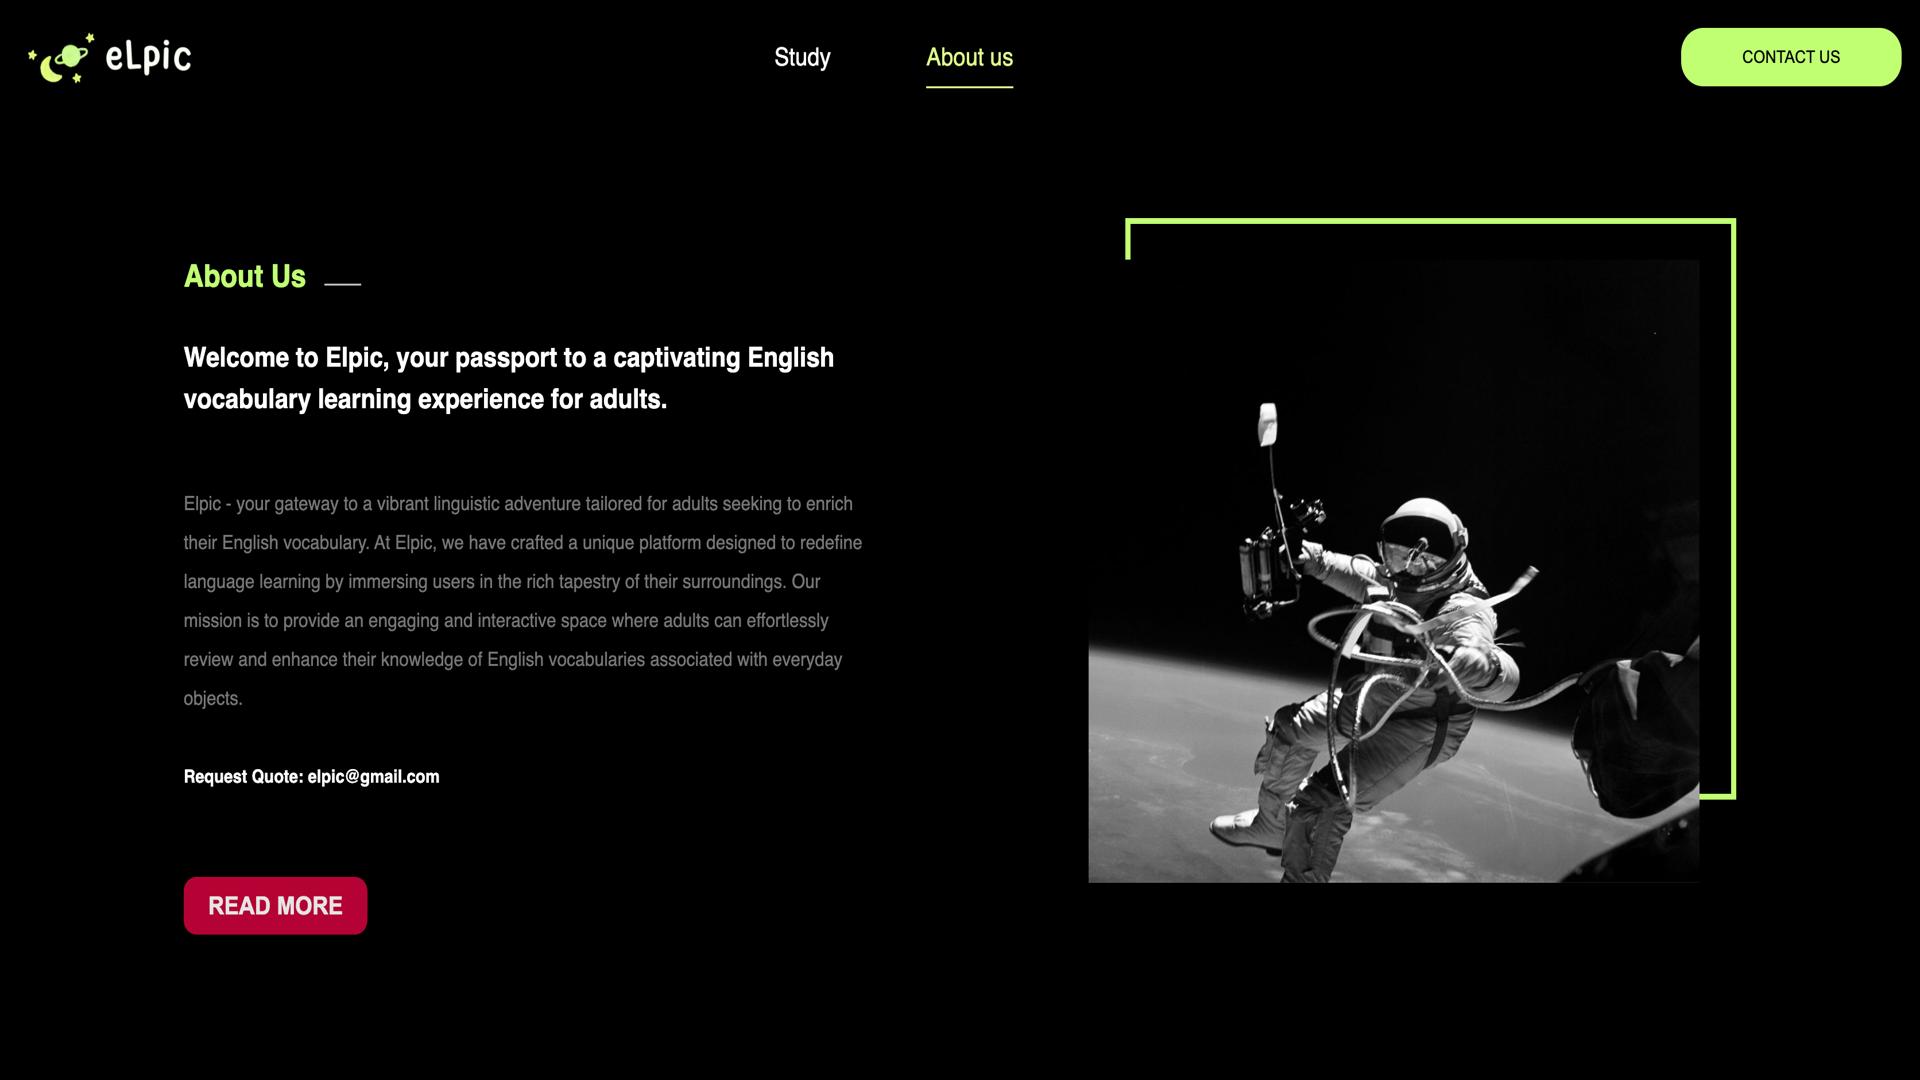 eLpic
Study
About us
CONTACT US
About Us
Welcome to Elpic, your passport to a captivating English
vocabulary learning experience for adults.
Elpic - your gateway to a vibrant linguistic adventure tailored for adults seeking to enrich
their English vocabulary. At Elpic, we have crafted a unique platform designed to redefine
language learning by immersing users in the rich tapestry of their surroundings. Our
mission is to provide an engaging and interactive space where adults can effortlessly
review and enhance their knowledge of English vocabularies associated with everyday
objects.
Request Quote: elpic@gmail.com
READ MORE